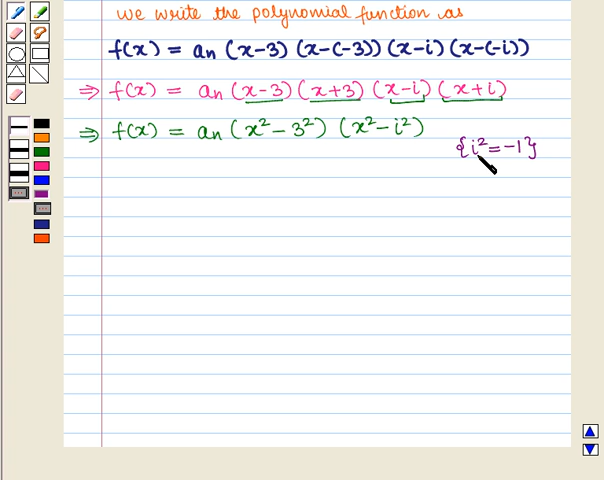 we write the polynomial function as
f(x) = an (x-3) (x-(-3)) (x-i) (x-(-i))
⇒ f(x) = an (x-3) (x+3) (x-i) (x+i)
⇒ f(x) = an (x² - 3²) (x² - i²)
{i² = -1}